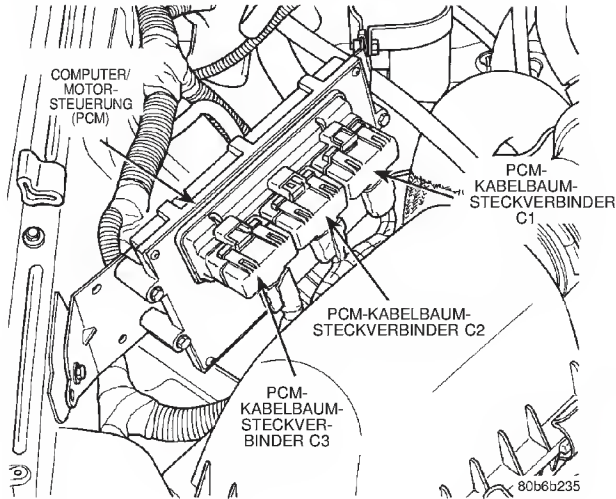 COMPUTER/
MOTOR-
STEUERUNG
(PCM)
PCM-
KABELBAUM-
STECKVERBINDER
C1
PCM-KABELBAUM-
STECKVERBINDER C2
PCM-
KABELBAUM-
STECKVER-
BINDER C3
80b6b235